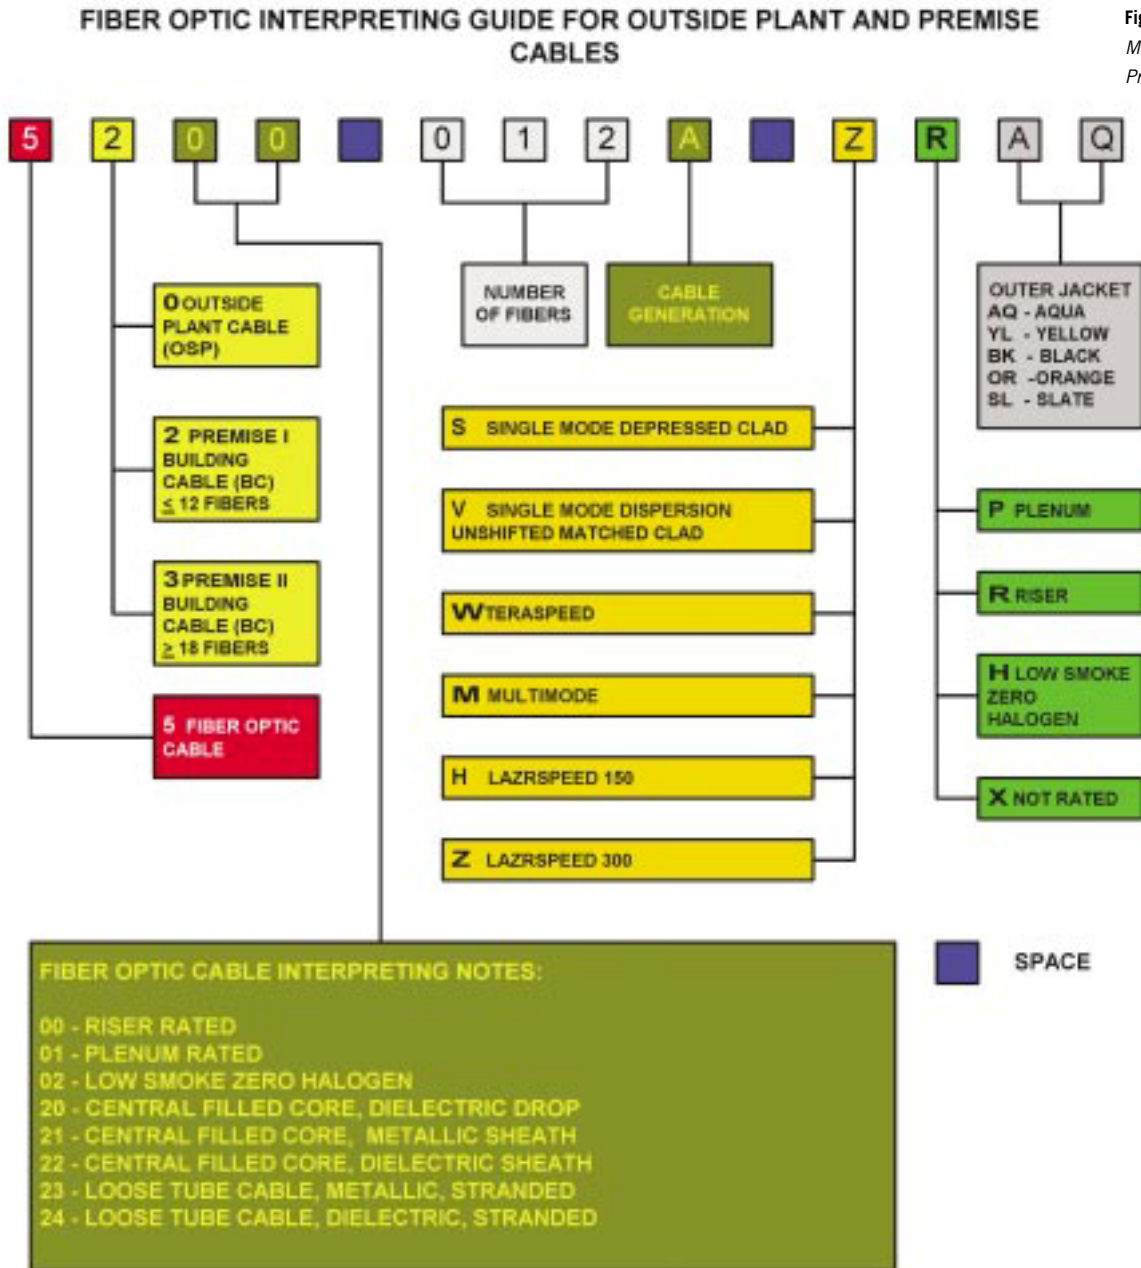 FIBER OPTIC INTERPRETING GUIDE FOR OUTSIDE PLANT AND PREMISE
CABLES
5 2 0 0 0 1 2 A Z R A Q
0 OUTSIDE
PLANT CABLE
(OSP)
2 PREMISE I
BUILDING
CABLE (BC)
≤ 12 FIBERS
3 PREMISE II
BUILDING
CABLE (BC)
≥ 18 FIBERS
5 FIBER OPTIC
CABLE
NUMBER
OF FIBERS
CABLE
GENERATION
S SINGLE MODE DEPRESSED CLAD
V SINGLE MODE DISPERSION
UNSHIFTED MATCHED CLAD
W TERASPEED
M MULTIMODE
H LAZRSPEED 150
Z LAZRSPEED 300
OUTER JACKET
AQ - AQUA
YL - YELLOW
BK - BLACK
OR -ORANGE
SL - SLATE
P PLENUM
R RISER
H LOW SMOKE
ZERO
HALOGEN
X NOT RATED
FIBER OPTIC CABLE INTERPRETING NOTES:
00 - RISER RATED
01 - PLENUM RATED
02 - LOW SMOKE ZERO HALOGEN
20 - CENTRAL FILLED CORE, DIELECTRIC DROP
21 - CENTRAL FILLED CORE, METALLIC SHEATH
22 - CENTRAL FILLED CORE, DIELECTRIC SHEATH
23 - LOOSE TUBE CABLE, METALLIC, STRANDED
24 - LOOSE TUBE CABLE, DIELECTRIC, STRANDED
SPACE